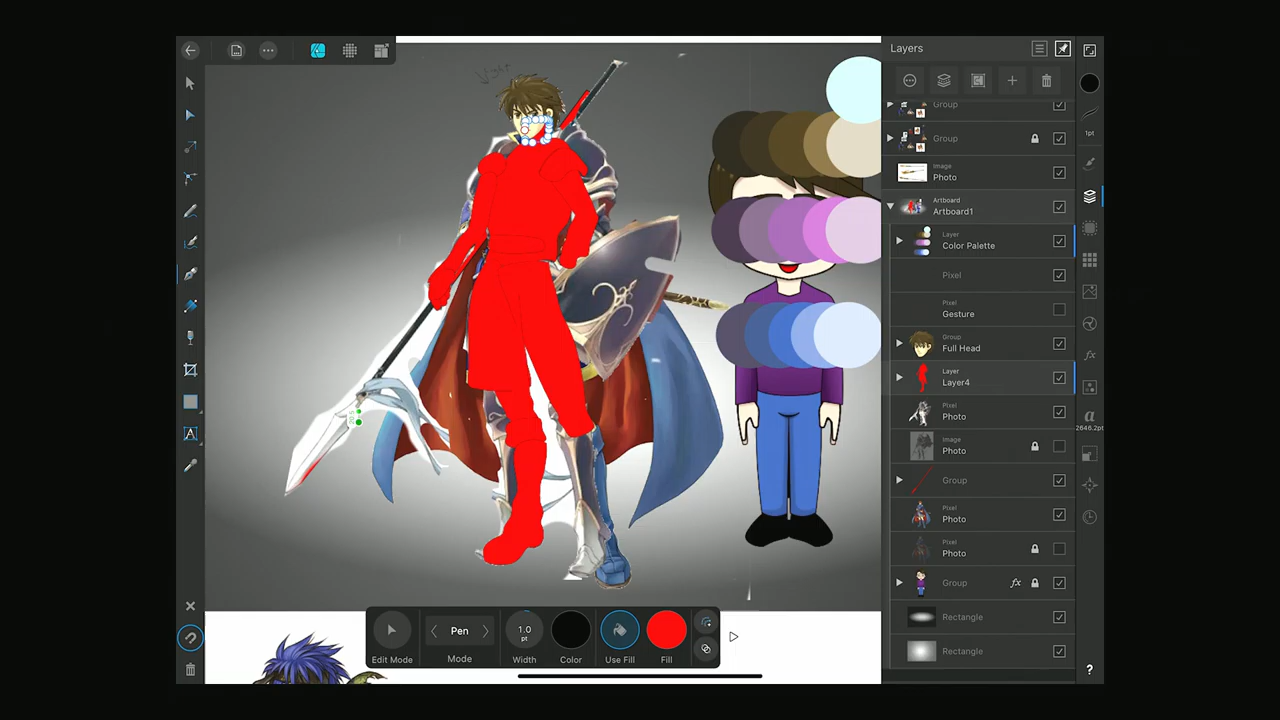 Layers
Group
Group
Image
Photo
Artboard
Artboard1
Layer
Color Palette
Pixel
Pixel
Gesture
Group
Full Head
Layer
Layer4
Pixel
Photo
Image
Photo
Group
Pixel
Photo
Pixel
Photo
Group
Rectangle
Rectangle
1pt
fx
a
2646.2pt
fx
?
A
Edit Mode
Pen
Mode
1.0
pt
Width
Color
Use Fill
Fill